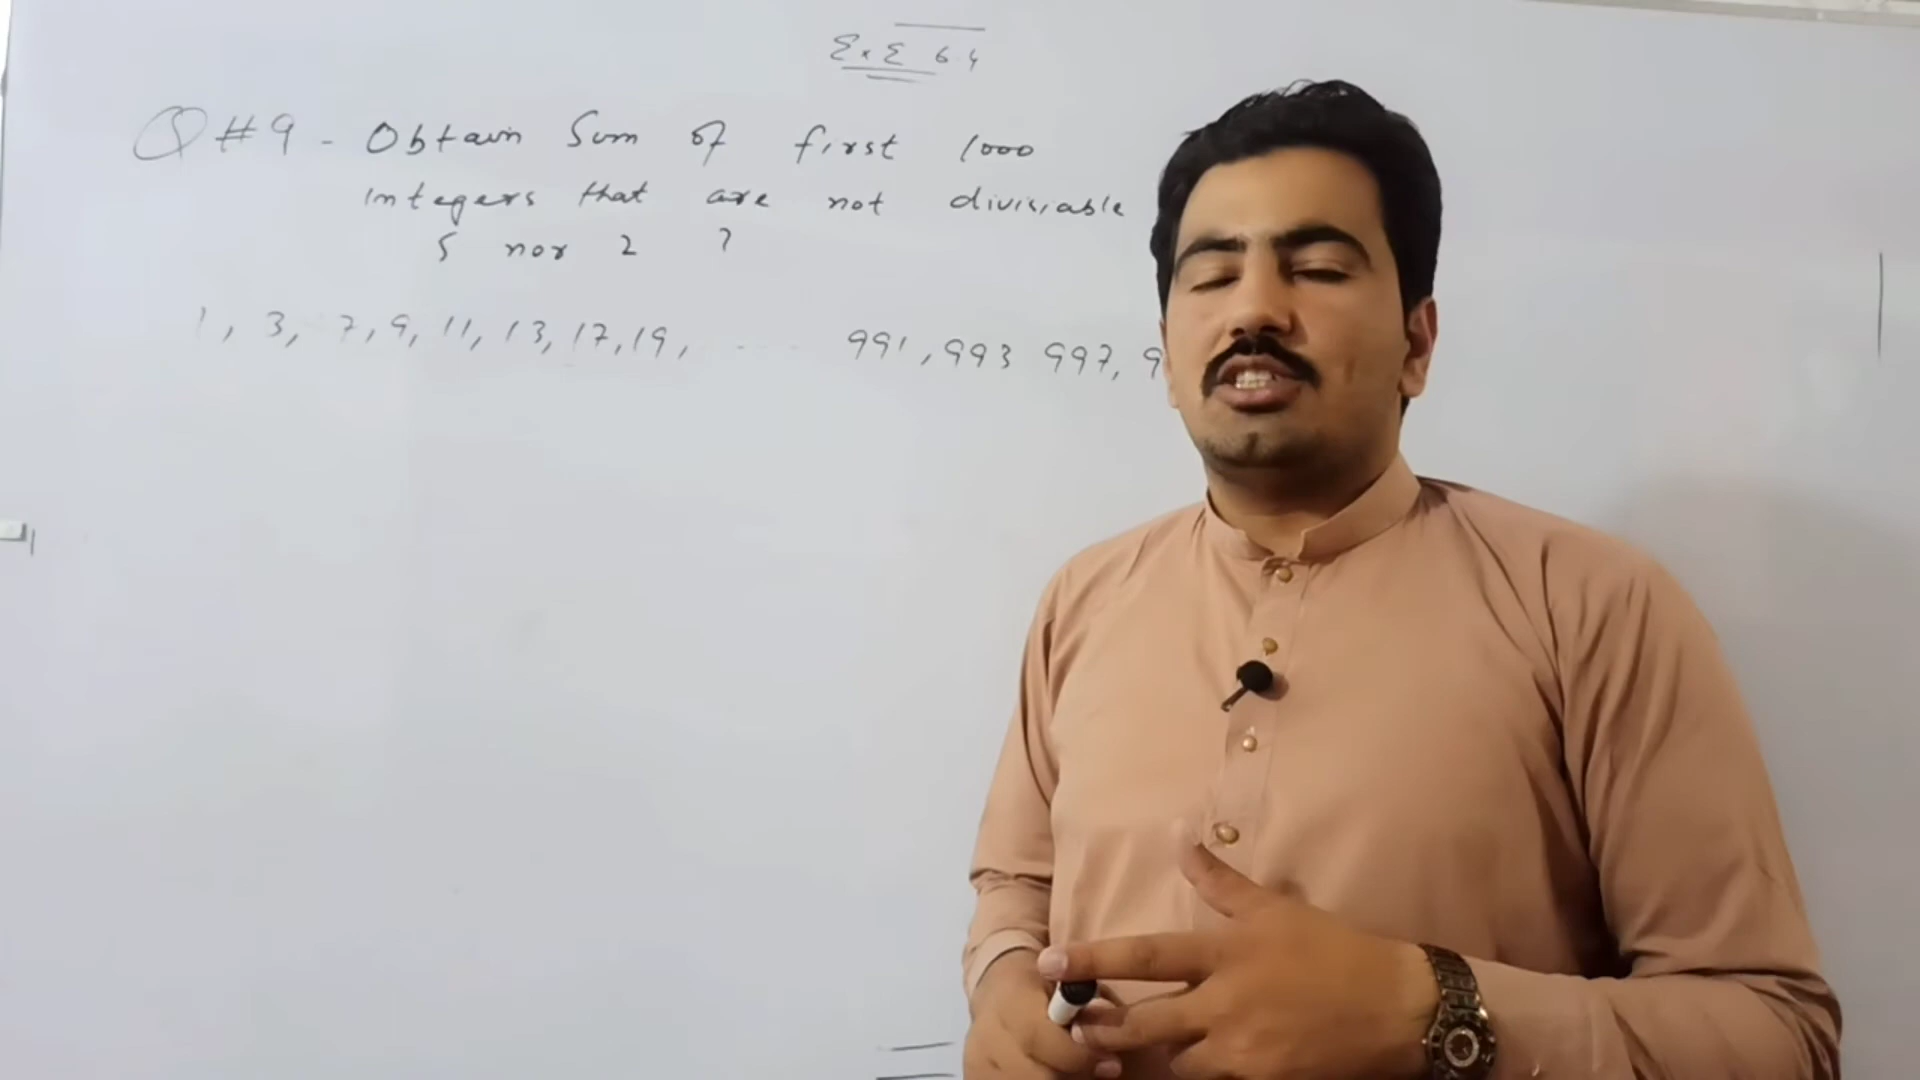 Ex E 6.4
Q # 9 - Obtain Sum of first 1000
integers that are not divisiable
5 nor 2 ?
1, 3, 7, 9, 11, 13, 17, 19, .... 991, 993 997, 9